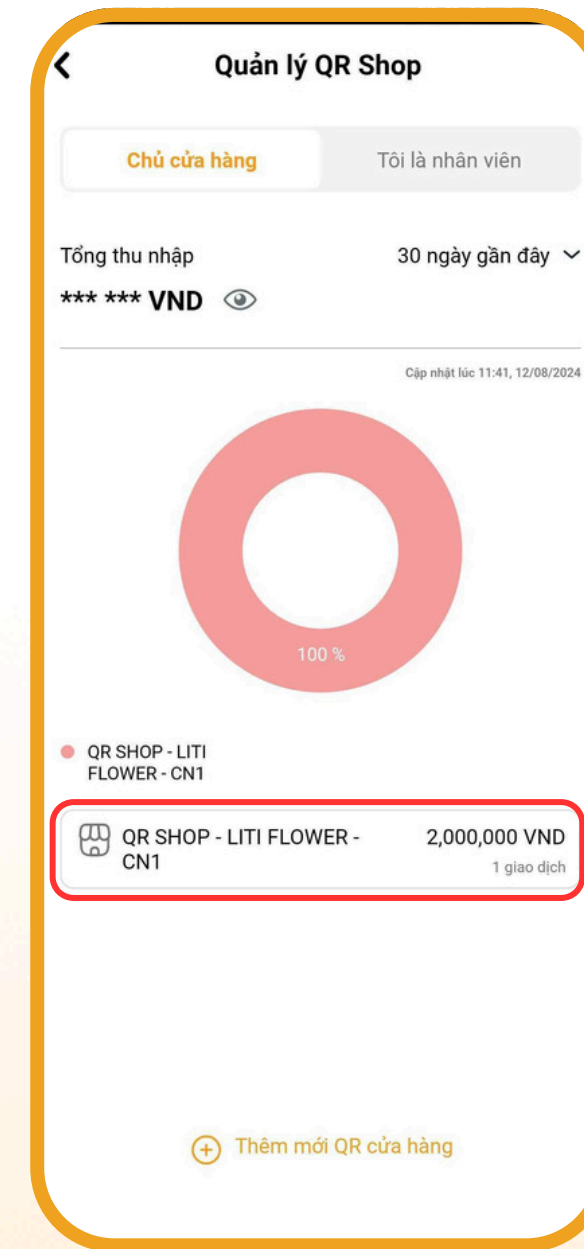 Quản lý QR Shop
Chủ cửa hàng
Tôi là nhân viên
Tổng thu nhập
30 ngày gần đây
*** *** VND
Cập nhật lúc 11:41, 12/08/2024
100 %
QR SHOP - LITI
FLOWER - CN1
QR SHOP - LITI FLOWER -
CN1
2,000,000 VND
1 giao dịch
Thêm mới QR cửa hàng